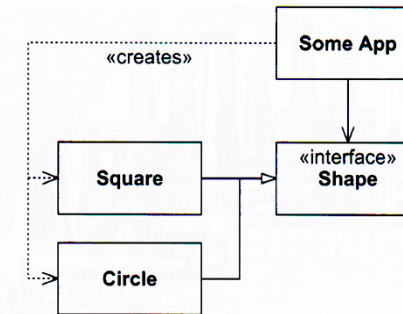 Some App
«creates»
«interface»
Shape
Square
Circle